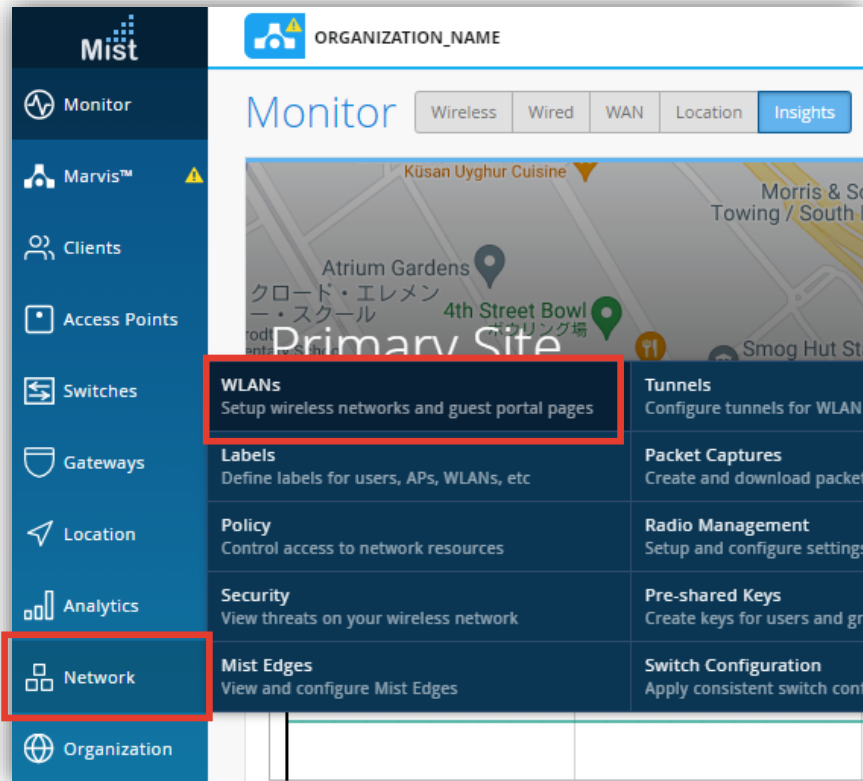 Mist
ORGANIZATION_NAME
Monitor
Monitor
Wireless
Wired
WAN
Location
Insights
Marvis™
Clients
Access Points
Switches
Gateways
Location
Analytics
Network
Organization
Küsan Uyghur Cuisine
Morris &
Towing / South
Atrium Gardens
クロード・エレメン
ー・スクール
4th Street Bowl
ボウリング場
Primary Site
Smog Hut
WLANs
Setup wireless networks and guest portal pages
Tunnels
Configure tunnels for WLAN
Labels
Define labels for users, APs, WLANs, etc
Packet Captures
Create and download
Policy
Control access to network resources
Radio Management
Setup and configure settings
Security
View threats on your wireless network
Pre-shared Keys
Create keys for users and
Mist Edges
View and configure Mist Edges
Switch Configuration
Apply consistent switch